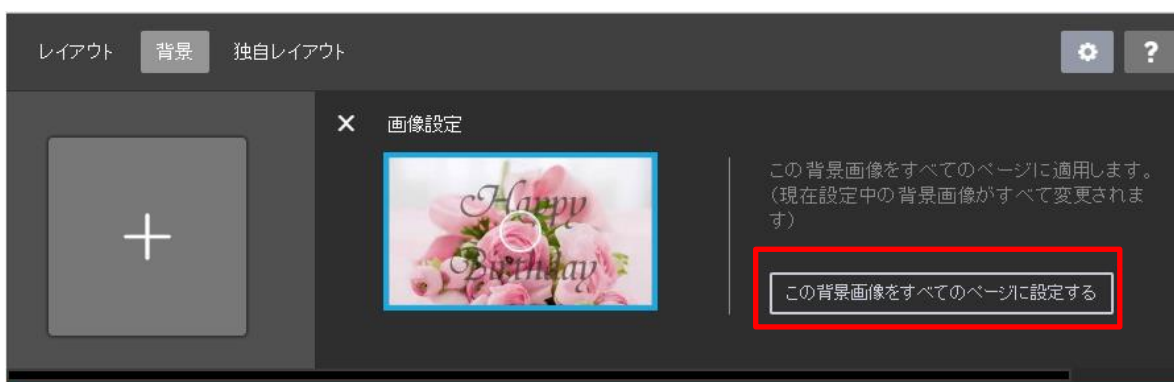 レイアウト 背景 独自レイアウト ?
画像設定
Happy
Birthday
この背景画像をすべてのページに適用します。
(現在設定中の背景画像がすべて変更されま
す)
この背景画像をすべてのページに設定する